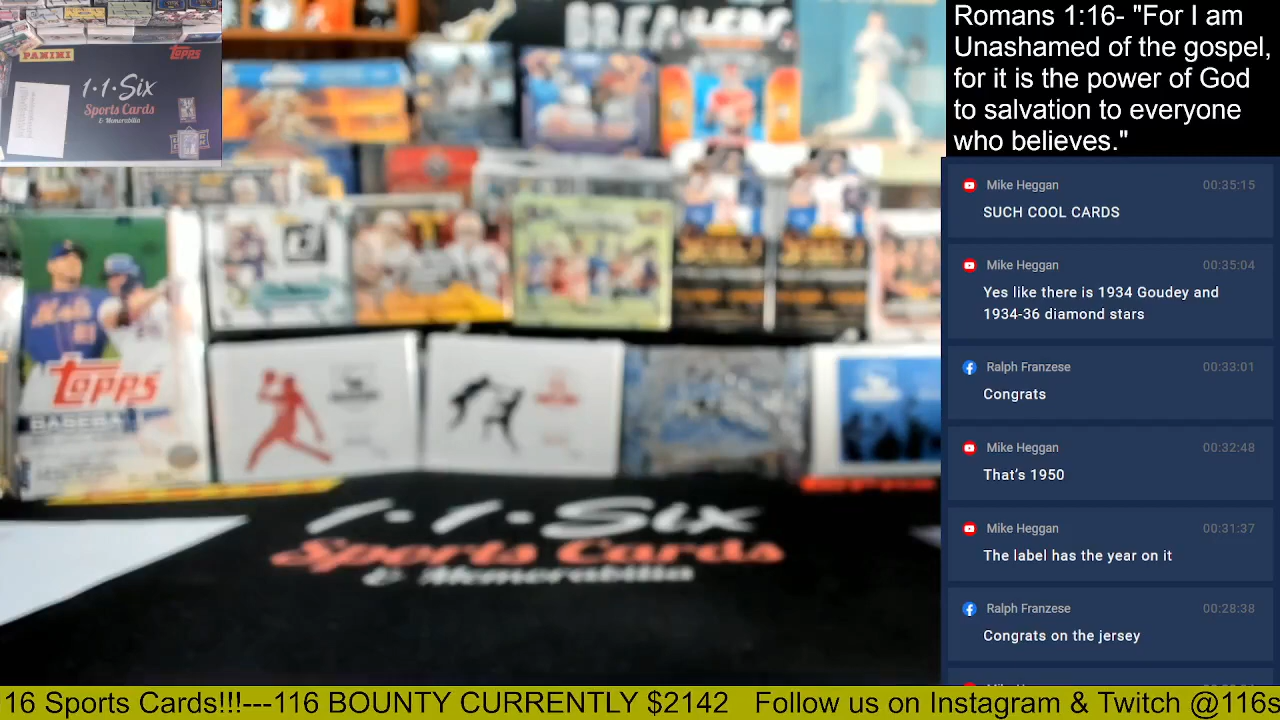 PANINI
Topps
1·1·Six
Sports Cards
& Memorabilia
BREAKERS
Topps
BASEBALL
1·1·Six
Sports Cards
& Memorabilia
Romans 1:16- "For I am
Unashamed of the gospel,
for it is the power of God
to salvation to everyone
who believes."
Mike Heggan 00:35:15
SUCH COOL CARDS
Mike Heggan 00:35:04
Yes like there is 1934 Goudey and
1934-36 diamond stars
Ralph Franzese 00:33:01
Congrats
Mike Heggan 00:32:48
That's 1950
Mike Heggan 00:31:37
The label has the year on it
Ralph Franzese 00:28:38
Congrats on the jersey
16 Sports Cards!!!---116 BOUNTY CURRENTLY $2142 Follow us on Instagram & Twitch @116s